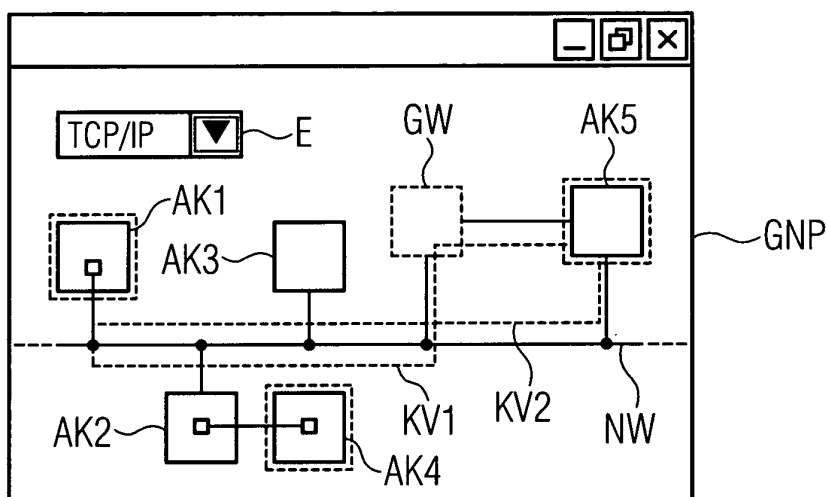 TCP/IP
E
GW
AK5
AK1
AK3
GNP
KV1
KV2
NW
AK2
AK4